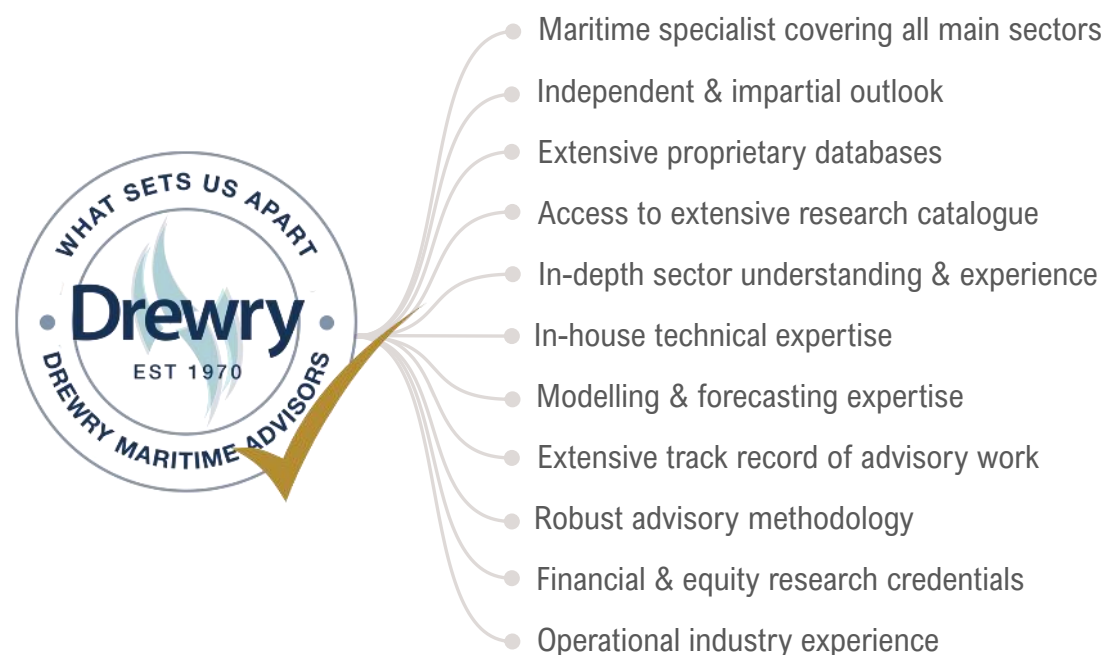 WHAT SETS US APART
Drewry
EST 1970
DREWRY MARITIME ADVISORS
Maritime specialist covering all main sectors
Independent & impartial outlook
Extensive proprietary databases
Access to extensive research catalogue
In-depth sector understanding & experience
In-house technical expertise
Modelling & forecasting expertise
Extensive track record of advisory work
Robust advisory methodology
Financial & equity research credentials
Operational industry experience